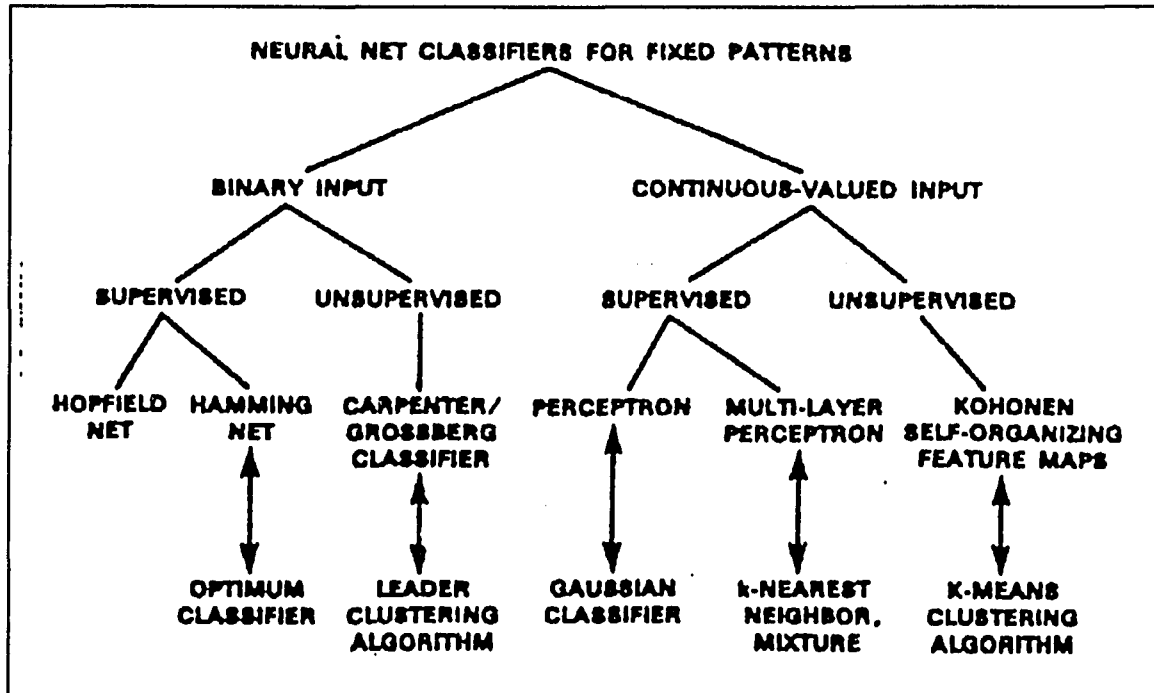 NEURAL NET CLASSIFIERS FOR FIXED PATTERNS
BINARY INPUT
CONTINUOUS-VALUED INPUT
SUPERVISED
UNSUPERVISED
SUPERVISED
UNSUPERVISED
HOPFIELD
NET
HAMMING
NET
CARPENTER/
GROSSBERG
CLASSIFIER
PERCEPTRON
MULTI-LAYER
PERCEPTRON
KOHONEN
SELF-ORGANIZING
FEATURE MAPS
OPTIMUM
CLASSIFIER
LEADER
CLUSTERING
ALGORITHM
GAUSSIAN
CLASSIFIER
k-NEAREST
NEIGHBOR,
MIXTURE
K-MEANS
CLUSTERING
ALGORITHM